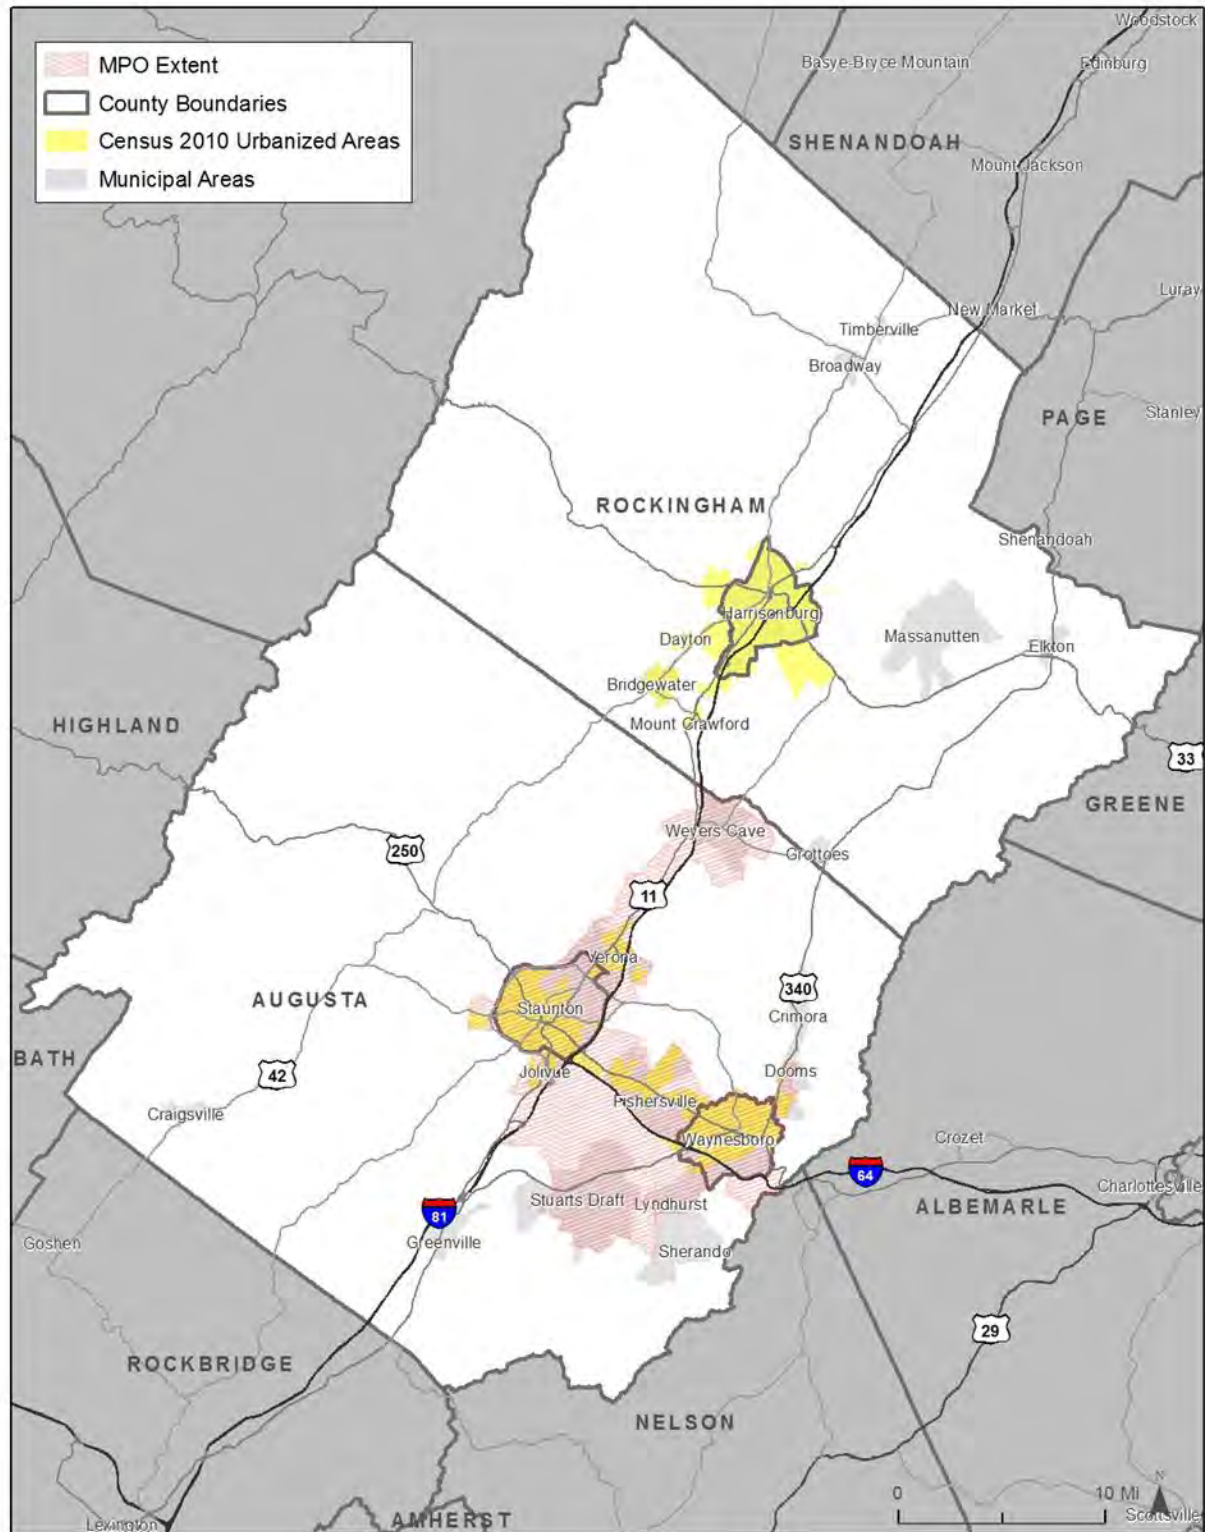 Woodstock
MPO Extent
County Boundaries
Census 2010 Urbanized Areas
Municipal Areas
Basye-Bryce Mountain
Edinburg
SHENANDOAH
Mount Jackson
Luray
New Market
Timberville
Broadway
PAGE
Stanley
ROCKINGHAM
Shenandoah
Harrisonburg
Dayton
Massanutten
Elkton
Bridgewater
Mount Crawford
HIGHLAND
33
GREENE
Weyers Cave
250
Grottoes
11
Verona
AUGUSTA
Staunton
340
Crimora
BATH
42
Jolivue
Dooms
Fishersville
Craigsville
Waynesboro
Crozet
64
Charlottesville
Stuarts Draft
Lyndhurst
ALBEMARLE
81
Goshen
Greenville
Sherando
29
ROCKBRIDGE
NELSON
N
0
10 Mi
Scottsville
AMHERST
Lexington